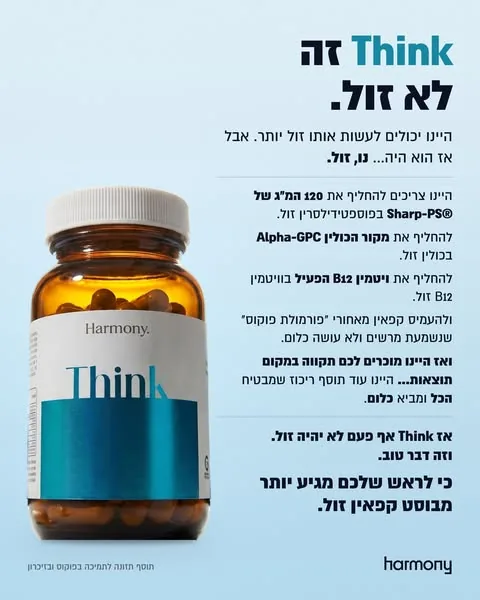 Think זה
לא זול.
היינו יכולים לעשות אותו זול יותר. אבל
אז הוא היה... נו, זול.
היינו צריכים להחליף את 120 המ"ג של
Sharp-PS® בפוספטידילסרין זול.
להחליף את מקור הכולין Alpha-GPC
בכולין זול.
להחליף את ויטמין B12 הפעיל בוויטמין
B12 זול.
ולהעמיס קפאין מאחורי "פורמולת פוקוס"
שנשמעת מרשים ולא עושה כלום.
ואז היינו מוכרים לכם תקווה במקום
תוצאות... היינו עוד תוסף ריכוז שמבטיח
הכל ומביא כלום.
אז Think אף פעם לא יהיה זול.
וזה דבר טוב.
כי לראש שלכם מגיע יותר
מבוסט קפאין זול.
Harmony.
Think
תוסף תזונה לתמיכה בפוקוס ובזיכרון
harmony